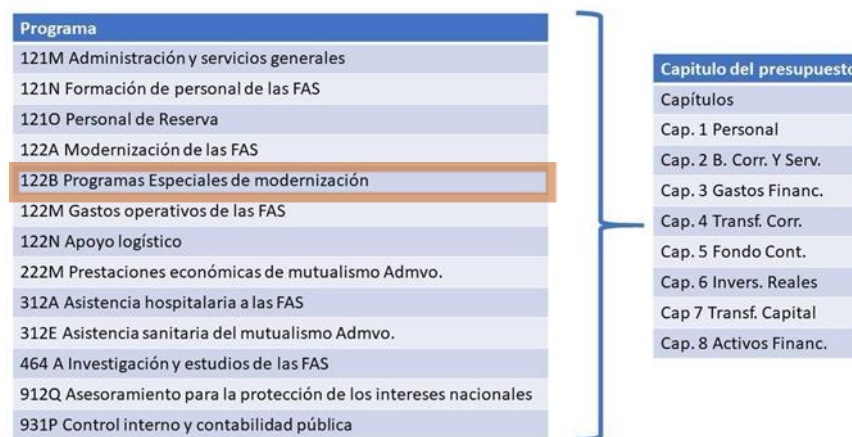 Programa
121M Administración y servicios generales
121N Formación de personal de las FAS
121O Personal de Reserva
122A Modernización de las FAS
122B Programas Especiales de modernización
122M Gastos operativos de las FAS
122N Apoyo logístico
222M Prestaciones económicas de mutualismo Admvo.
312A Asistencia hospitalaria a las FAS
312E Asistencia sanitaria del mutualismo Admvo.
464 A Investigación y estudios de las FAS
912Q Asesoramiento para la protección de los intereses nacionales
931P Control interno y contabilidad pública
Capitulo del presupuesto
Capítulos
Cap. 1 Personal
Cap. 2 B. Corr. Y Serv.
Cap. 3 Gastos Financ.
Cap. 4 Transf. Corr.
Cap. 5 Fondo Cont.
Cap. 6 Invers. Reales
Cap 7 Transf. Capital
Cap. 8 Activos Financ.